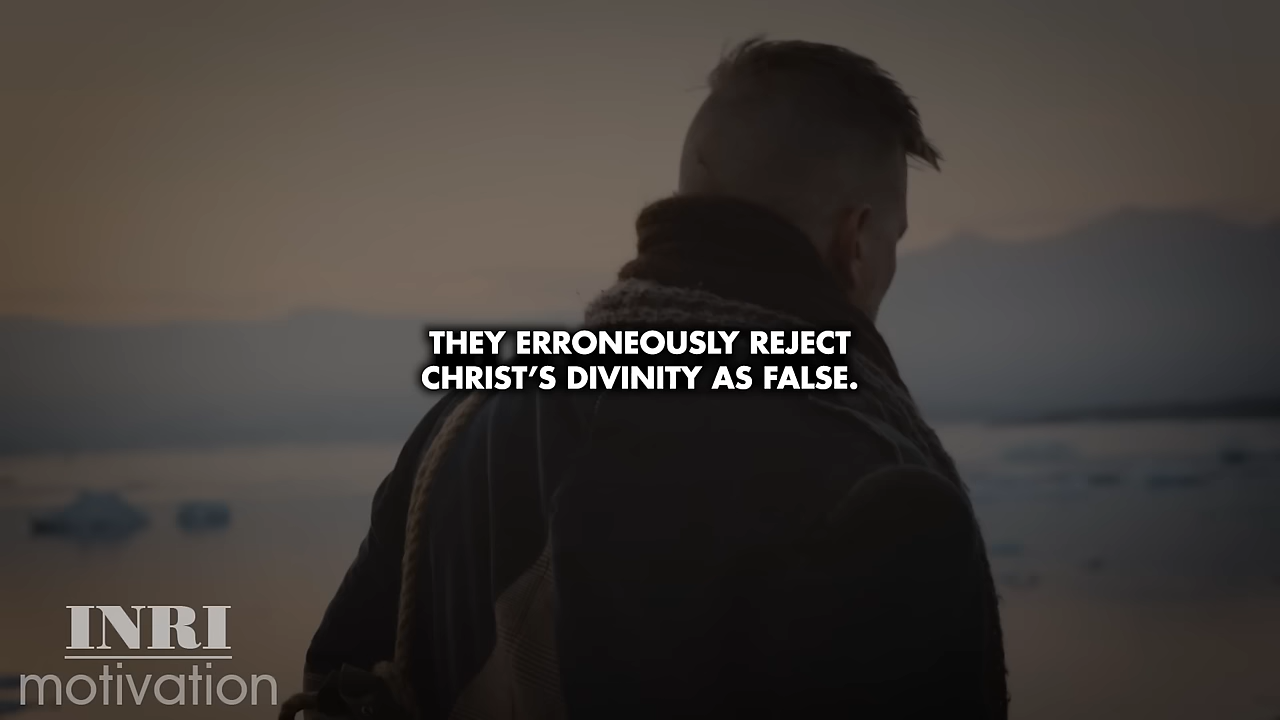 THEY ERRONEOUSLY REJECT
CHRIST’S DIVINITY AS FALSE.
INRI
motivation